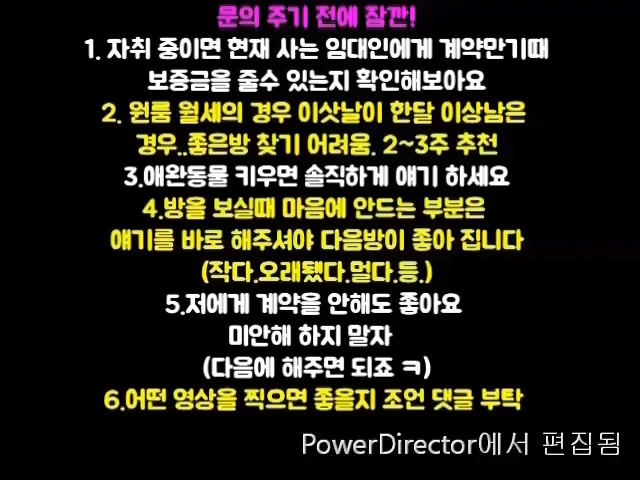 문의 주기 전에 잠깐!
1. 자취 중이면 현재 사는 임대인에게 계약만기때
보증금을 줄수 있는지 확인해보아요
2. 원룸 월세의 경우 이삿날이 한달 이상남은
경우..좋은방 찾기 어려움. 2~3주 추천
3.애완동물 키우면 솔직하게 얘기 하세요
4.방을 보실때 마음에 안드는 부분은
얘기를 바로 해주셔야 다음방이 좋아 집니다
(작다.오래됐다.멀다.등.)
5.저에게 계약을 안해도 좋아요
미안해 하지 말자
(다음에 해주면 되죠 ㅋ)
6.어떤 영상을 찍으면 좋을지 조언 댓글 부탁
PowerDirector에서 편집됨